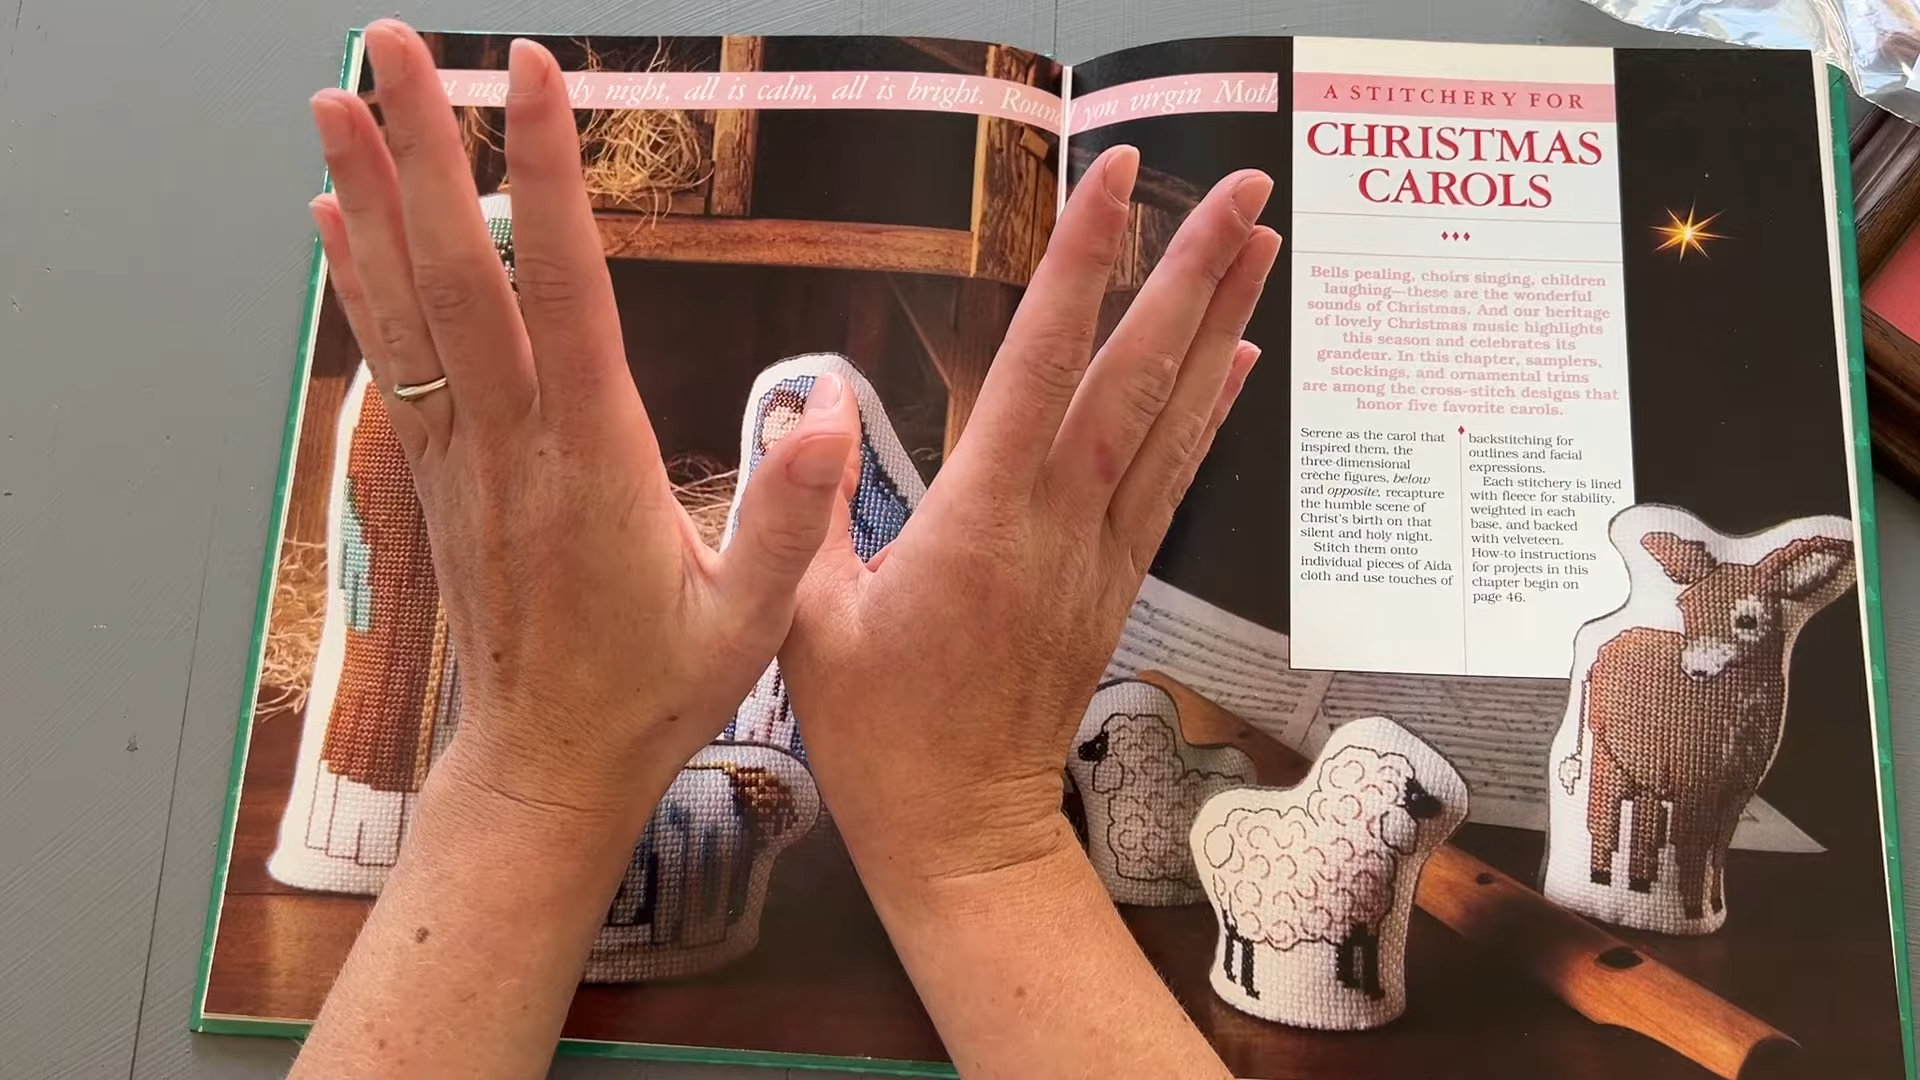 night, all is calm, all is bright. Round yon virgin Moth
A STITCHERY FOR
CHRISTMAS
CAROLS
Bells pealing, choirs singing, children
laughing—these are the wonderful
sounds of Christmas. And our heritage
of lovely Christmas music highlights
this season and celebrates its
grandeur. In this chapter, samplers,
stockings, and ornamental trims
are among the cross-stitch designs that
honor five favorite carols.
Serene as the carol that
inspired them, the
three-dimensional
crèche figures, below
and opposite, recapture
the humble scene of
Christ's birth on that
silent and holy night.
Stitch them onto
individual pieces of Aida
cloth and use touches of
backstitching for
outlines and facial
expressions.
Each stitchery is lined
with fleece for stability,
weighted in each
base, and backed
with velveteen.
How-to instructions
for projects in this
chapter begin on
page 46.